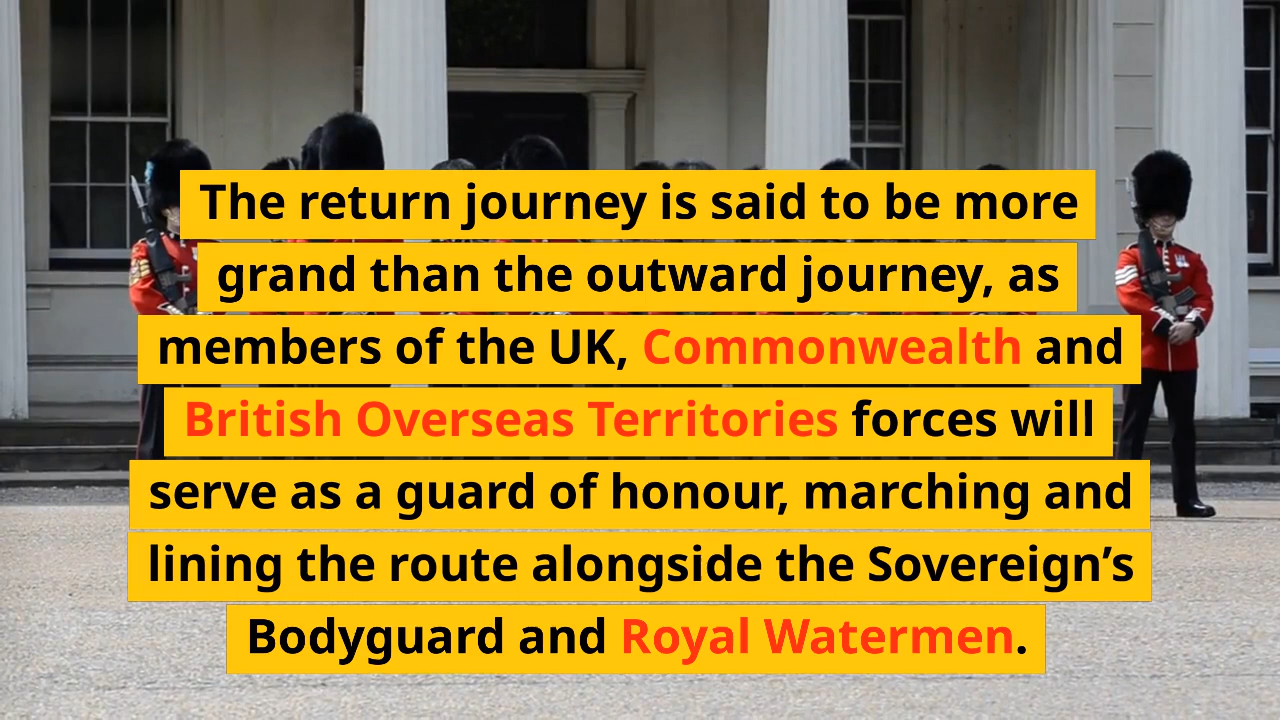 The return journey is said to be more
grand than the outward journey, as
members of the UK, Commonwealth and
British Overseas Territories forces will
serve as a guard of honour, marching and
lining the route alongside the Sovereign’s
Bodyguard and Royal Watermen.